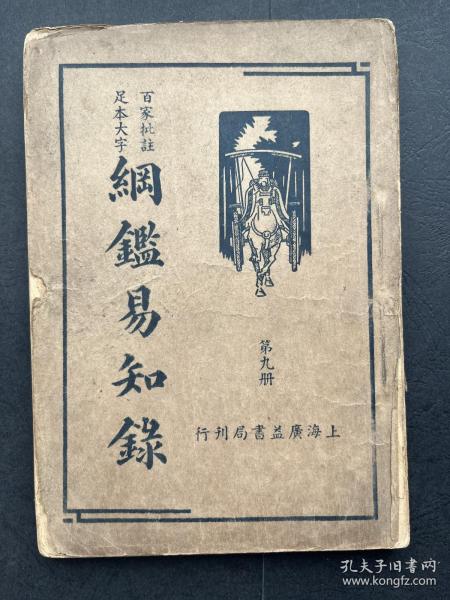 百家批註
足本大字
綱鑑易知錄
第九册
上海廣益書局刊行
孔夫子旧书网
www.kongfz.com